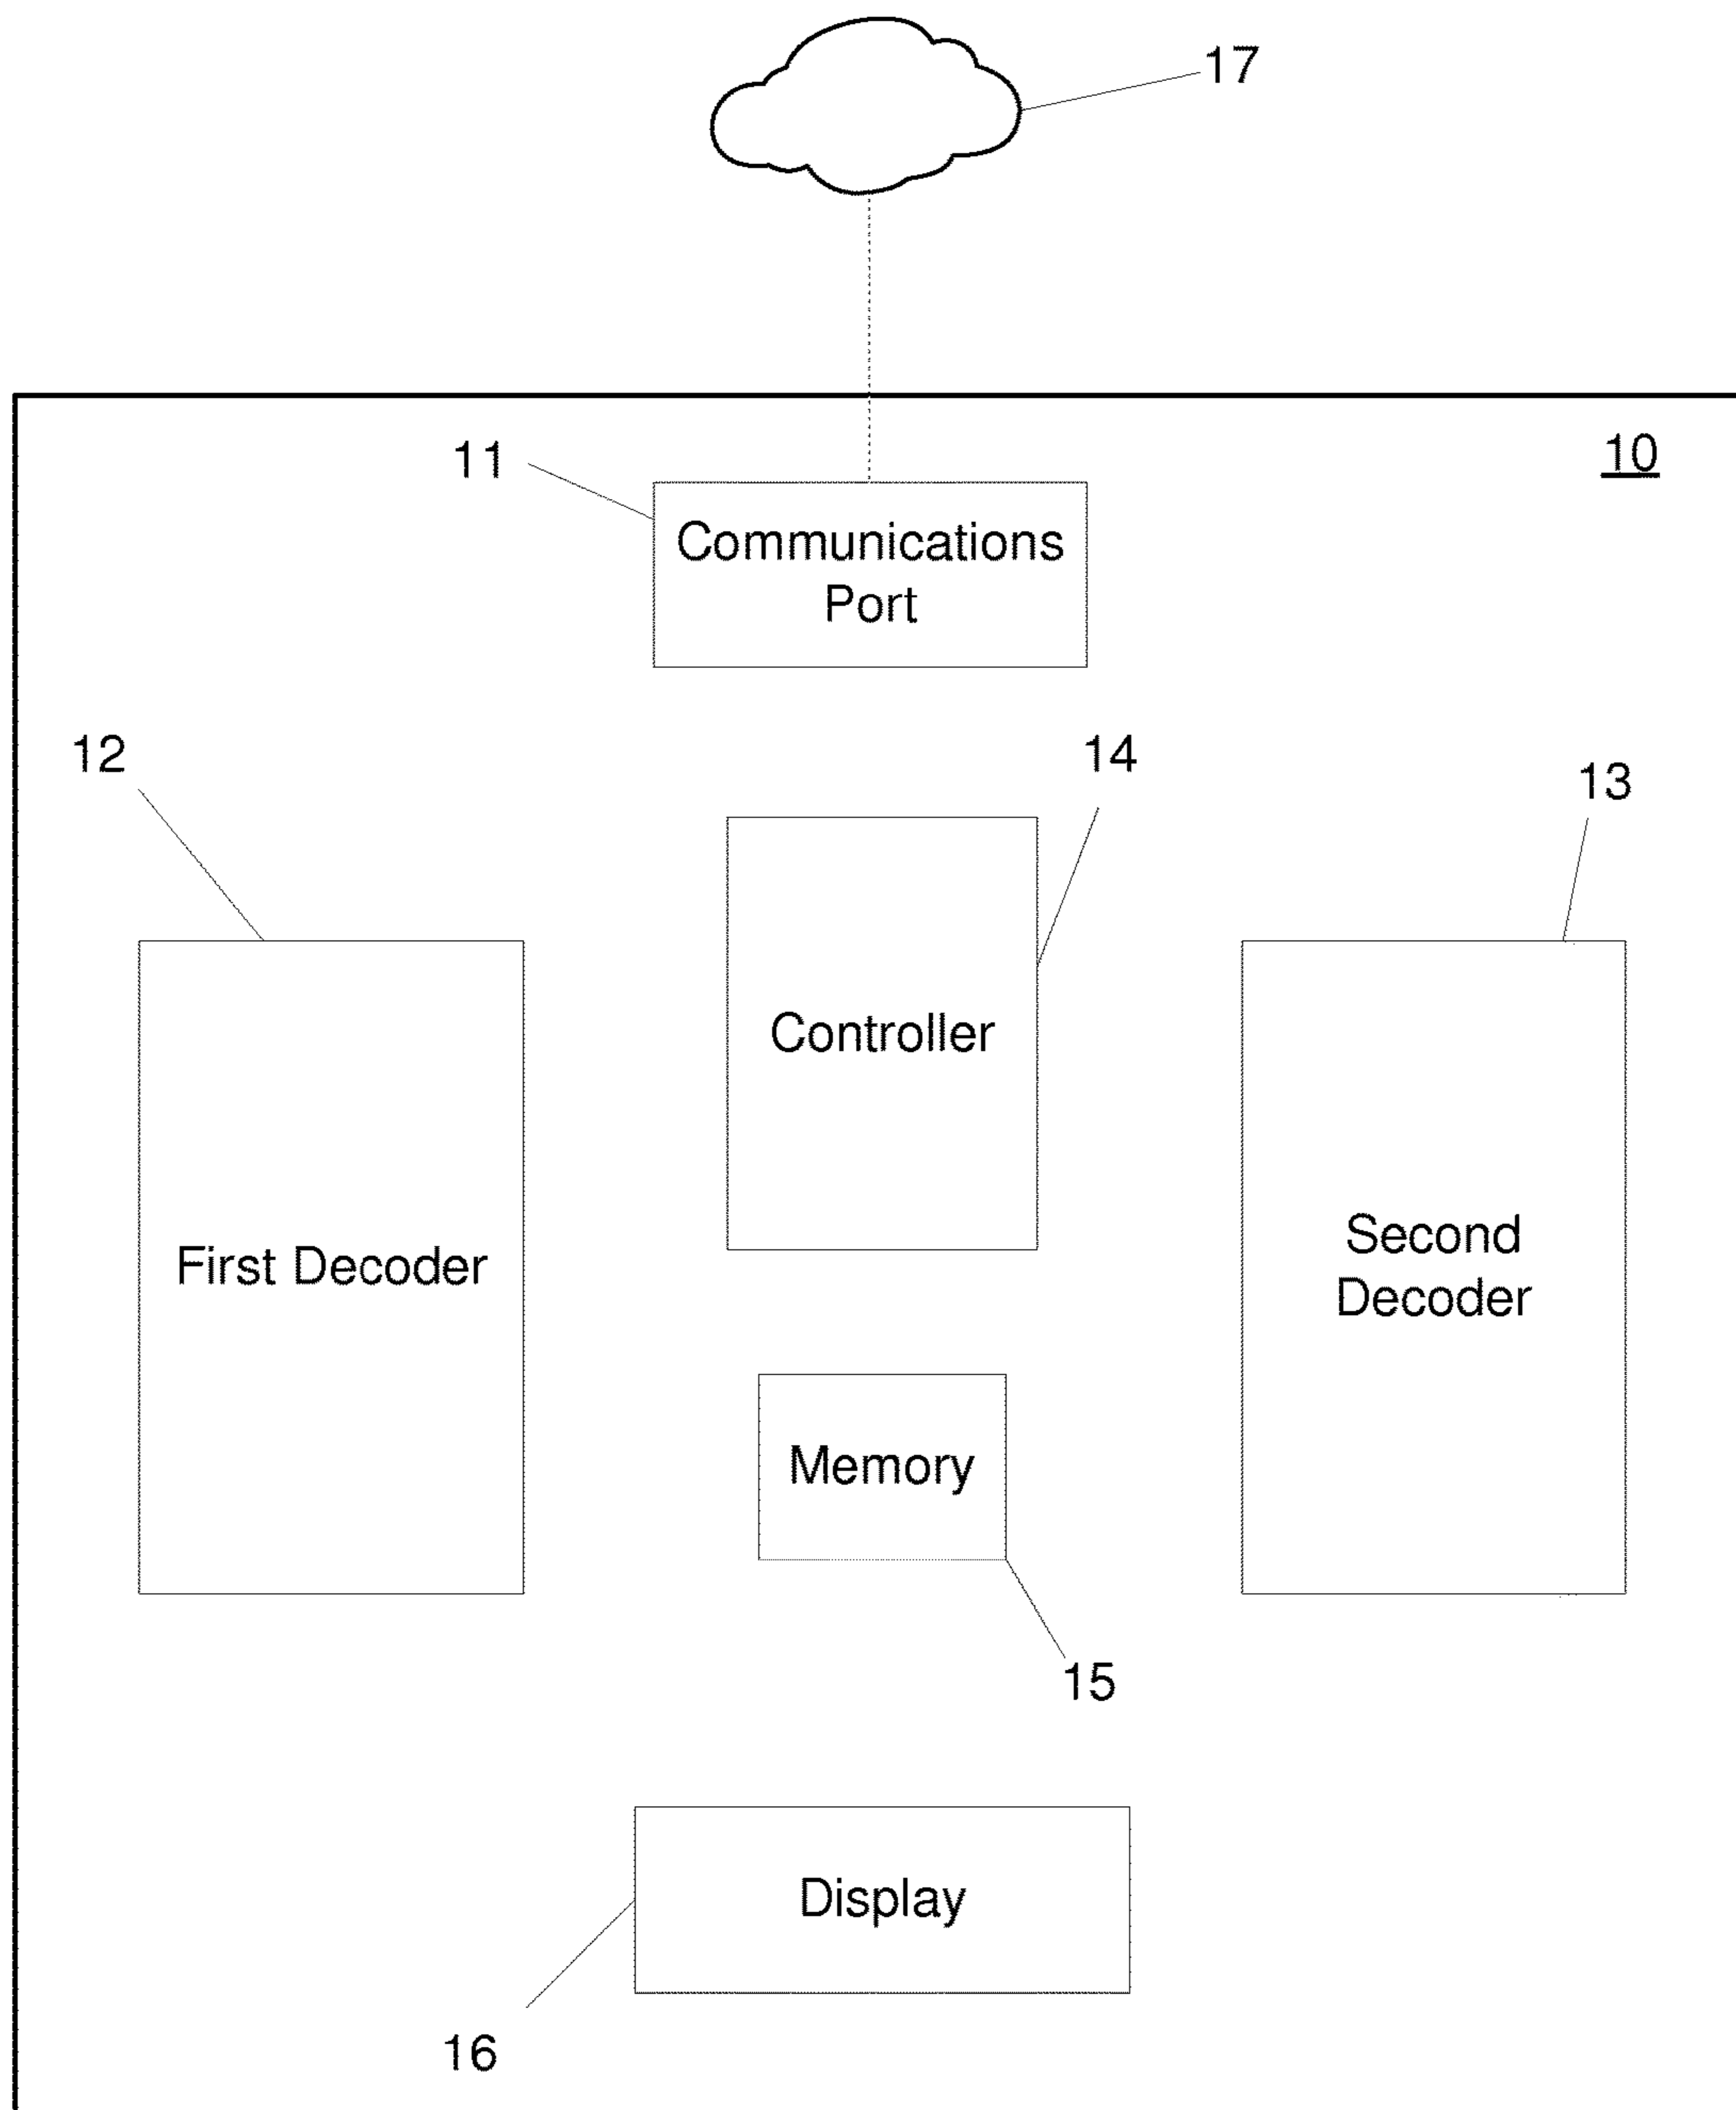 17
10
11
Communications
Port
12
14
13
Controller
First Decoder
Second
Decoder
Memory
15
Display
16